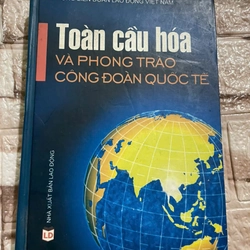 ĐOÀN LAO ĐỘNG VIỆT NAM
Toàn cầu hóa
VÀ PHONG TRÀO
CÔNG ĐOÀN QUỐC TẾ
NHÀ XUẤT BẢN LAO ĐỘNG
LĐ